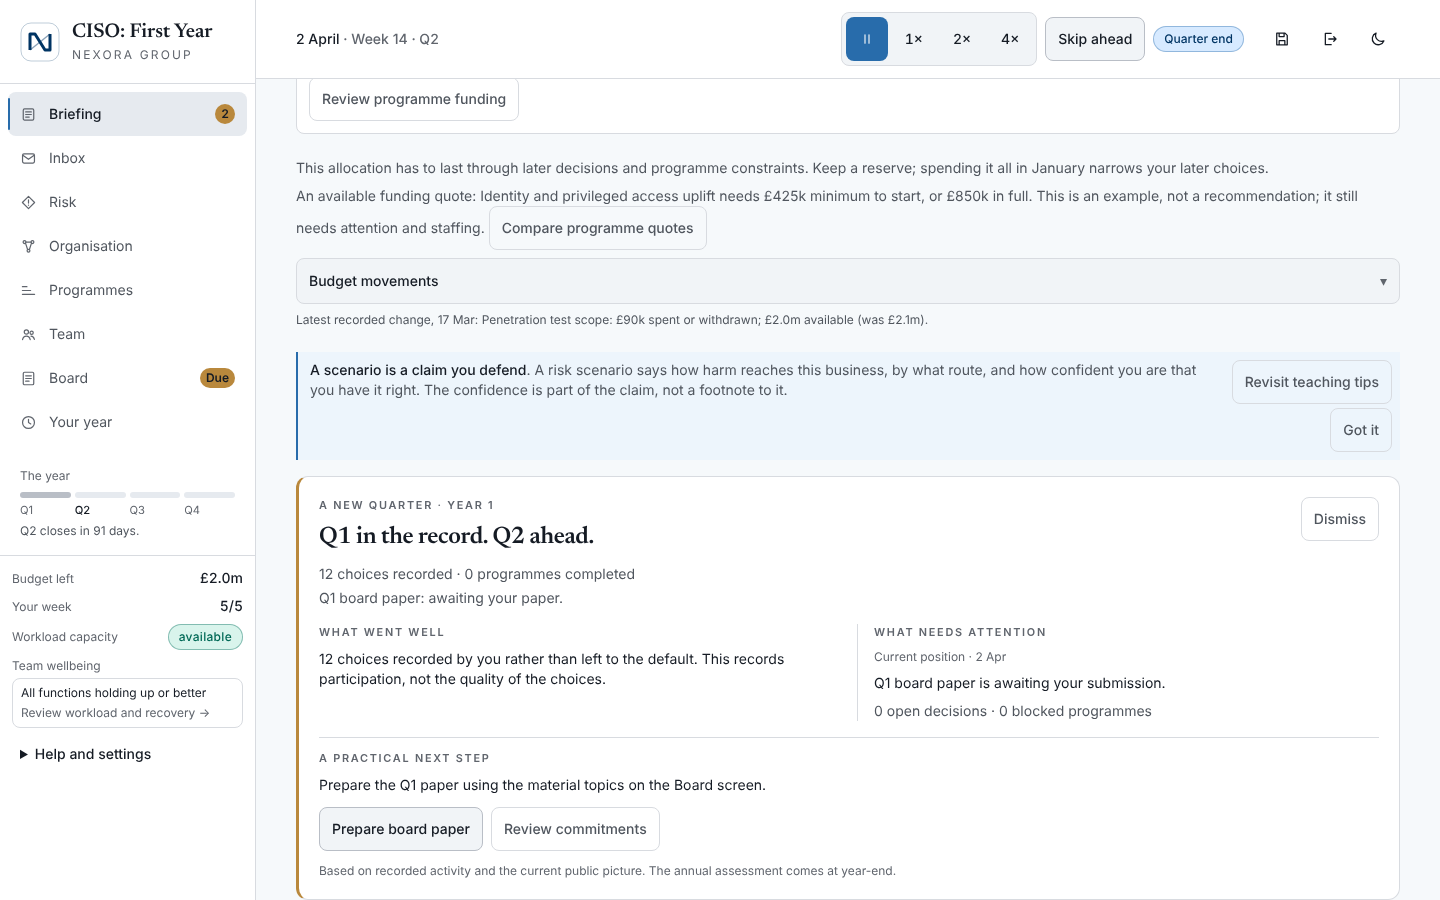 CISO: First Year
NEXORA GROUP
Briefing
2
Inbox
Risk
Organisation
Programmes
Team
Board
Due
Your year
The year
Q1
Q2
Q3
Q4
Q2 closes in 91 days.
Budget left
£2.0m
Your week
5/5
Workload capacity
available
Team wellbeing
All functions holding up or better
Review workload and recovery →
▶ Help and settings
2 April · Week 14 · Q2
1×
2×
4×
Skip ahead
Quarter end
Review programme funding
This allocation has to last through later decisions and programme constraints. Keep a reserve; spending it all in January narrows your later choices.
An available funding quote: Identity and privileged access uplift needs £425k minimum to start, or £850k in full. This is an example, not a recommendation; it still
needs attention and staffing. Compare programme quotes
Budget movements
▼
Latest recorded change, 17 Mar: Penetration test scope: £90k spent or withdrawn; £2.0m available (was £2.1m).
A scenario is a claim you defend. A risk scenario says how harm reaches this business, by what route, and how confident you are that
you have it right. The confidence is part of the claim, not a footnote to it.
Revisit teaching tips
Got it
A NEW QUARTER · YEAR 1
Q1 in the record. Q2 ahead.
Dismiss
12 choices recorded · 0 programmes completed
Q1 board paper: awaiting your paper.
WHAT WENT WELL
12 choices recorded by you rather than left to the default. This records
participation, not the quality of the choices.
WHAT NEEDS ATTENTION
Current position · 2 Apr
Q1 board paper is awaiting your submission.
0 open decisions · 0 blocked programmes
A PRACTICAL NEXT STEP
Prepare the Q1 paper using the material topics on the Board screen.
Prepare board paper
Review commitments
Based on recorded activity and the current public picture. The annual assessment comes at year-end.